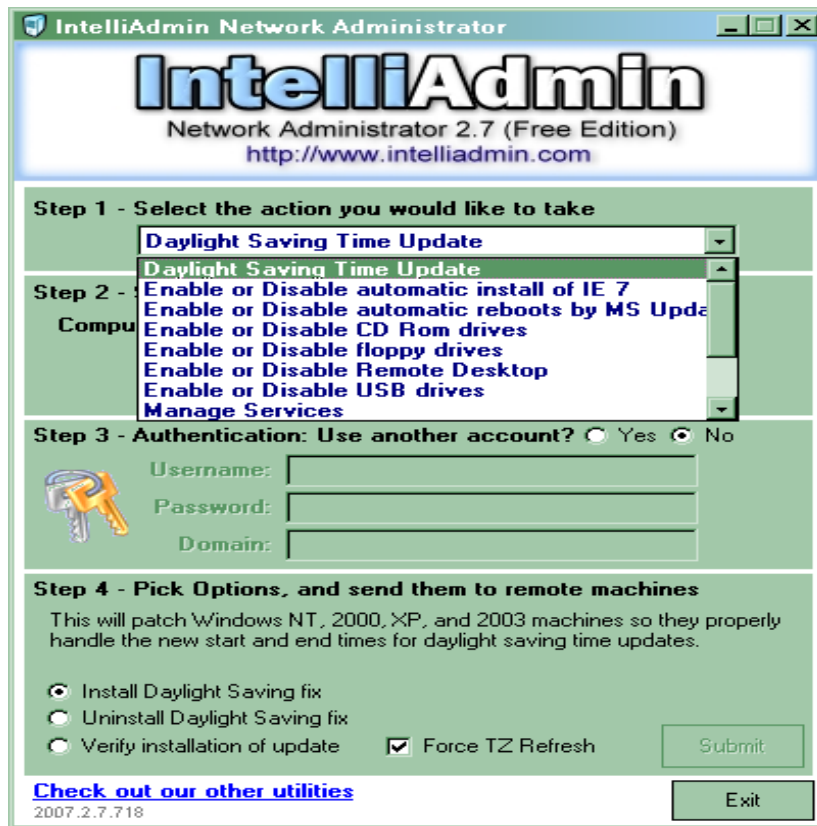 IntelliAdmin Network Administrator
IntelliAdmin
Network Administrator 2.7 (Free Edition)
http://www.intelliadmin.com
Step 1 - Select the action you would like to take
Daylight Saving Time Update
Daylight Saving Time Update
Enable or Disable automatic install of IE 7
Enable or Disable automatic reboots by MS Upda
Enable or Disable CD Rom drives
Enable or Disable floppy drives
Enable or Disable Remote Desktop
Enable or Disable USB drives
Manage Services
Step 2 -
Compu
Step 3 - Authentication: Use another account? Yes No
Username:
Password:
Domain:
Step 4 - Pick Options, and send them to remote machines
This will patch Windows NT, 2000, XP, and 2003 machines so they properly
handle the new start and end times for daylight saving time updates.
Install Daylight Saving fix
Uninstall Daylight Saving fix
Verify installation of update Force TZ Refresh Submit
Check out our other utilities
2007.2.7.718
Exit